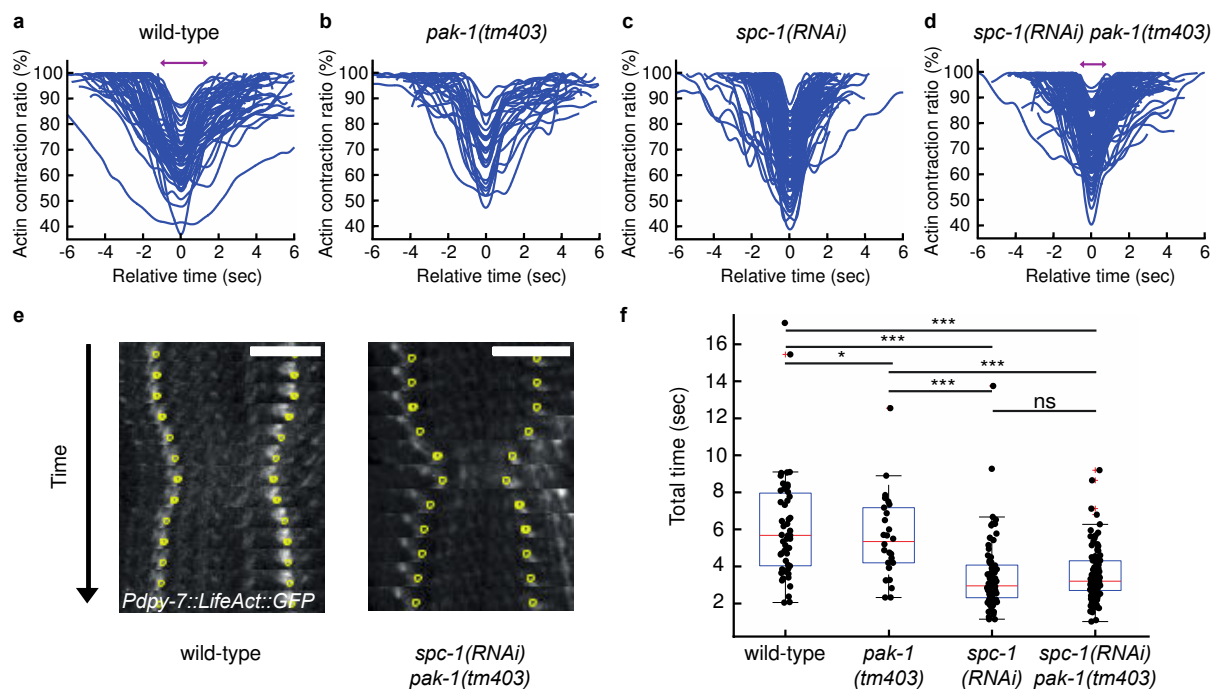 a
wild-type
Actin contraction ratio (%)
100
90
80
70
60
50
40
-6
-4
-2
0
2
4
6
Relative time (sec)
b
pak-1(tm403)
Actin contraction ratio (%)
100
90
80
70
60
50
40
-6
-4
-2
0
2
4
6
Relative time (sec)
c
spc-1(RNAi)
Actin contraction ratio (%)
100
90
80
70
60
50
40
-6
-4
-2
0
2
4
6
Relative time (sec)
d
spc-1(RNAi) pak-1(tm403)
Actin contraction ratio (%)
100
90
80
70
60
50
40
-6
-4
-2
0
2
4
6
Relative time (sec)
e
Time
Pdpy-7::LifeAct::GFP
wild-type
spc-1(RNAi)
pak-1(tm403)
f
Total time (sec)
16
14
12
10
8
6
4
2
***
***
*
***
***
ns
wild-type
pak-1
(tm403)
spc-1
(RNAi)
spc-1(RNAi)
pak-1(tm403)